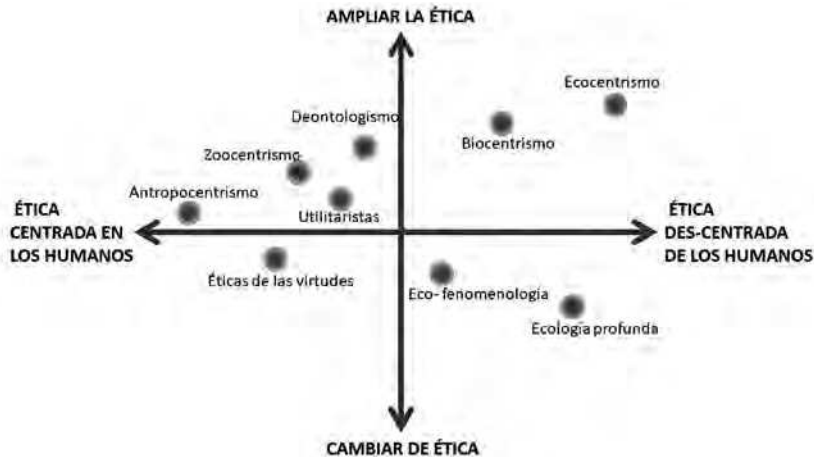 AMPLIAR LA ÉTICA
Ecocentrismo
Deontologismo
Biocentrismo
Zoocentrismo
Antropocentrismo
Utilitaristas
ÉTICA
CENTRADA EN
LOS HUMANOS
ÉTICA
DES-CENTRADA
DE LOS HUMANOS
Éticas de las virtudes
Eco-fenomenología
Ecología profunda
CAMBIAR DE ÉTICA